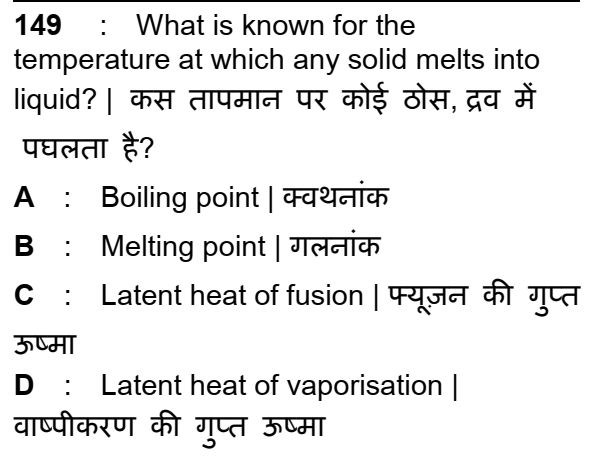 149 : What is known for the
temperature at which any solid melts into
liquid? | कस तापमान पर कोई ठोस, द्रव में
पघलता है?
A : Boiling point | क्वथनांक
B : Melting point | गलनांक
C : Latent heat of fusion | फ्यूज़न की गुप्त
ऊष्मा
D : Latent heat of vaporisation |
वाष्पीकरण की गुप्त ऊष्मा